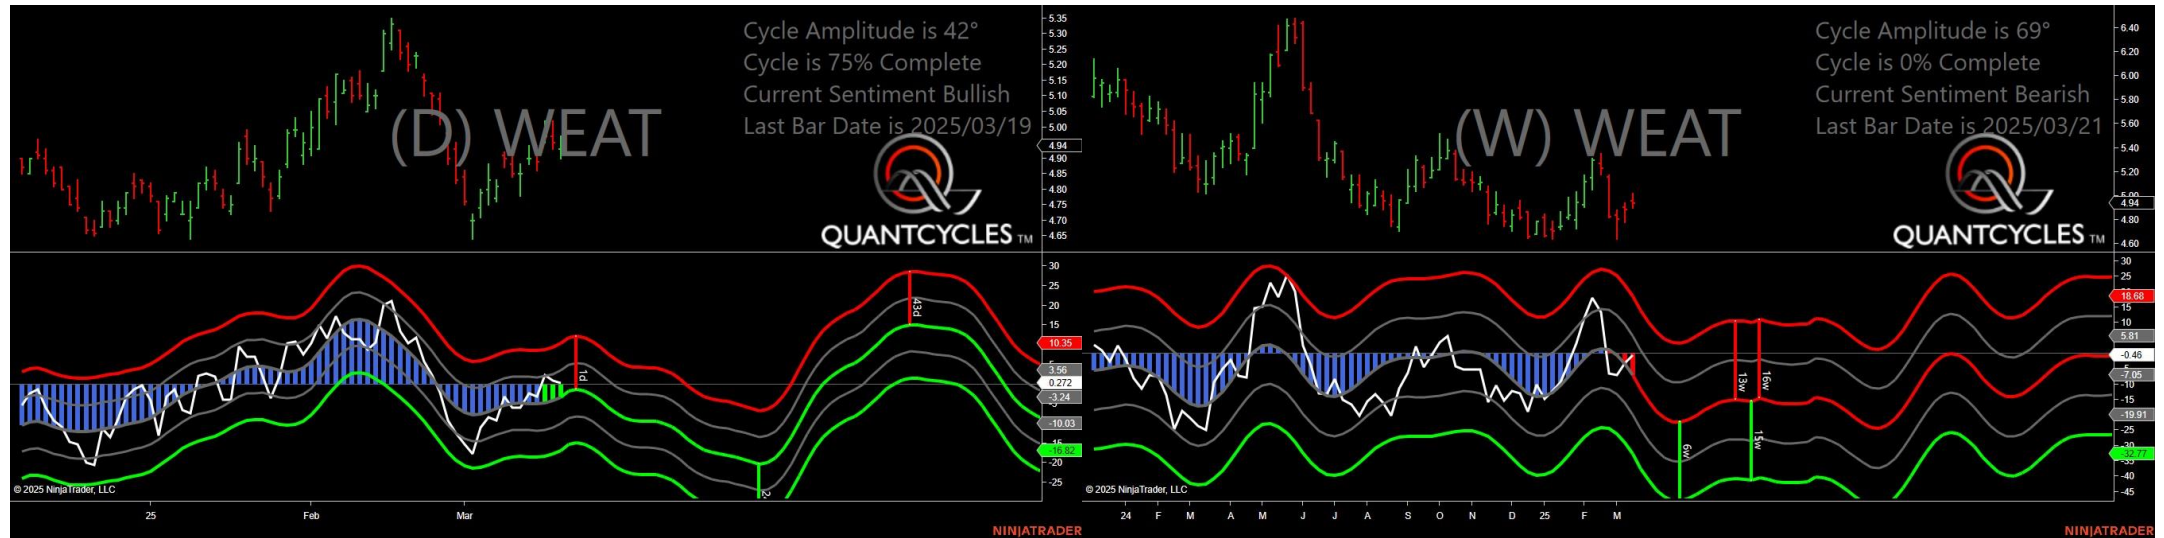 Cycle Amplitude is 42°
Cycle is 75% Complete
Current Sentiment Bullish
Last Bar Date is 2025/03/19
(D) WEAT
QUANTCYCLES TM
5.35
5.30
5.25
5.20
5.15
5.10
5.05
5.00
4.94
4.90
4.85
4.80
4.75
4.70
4.65
30
25
20
15
10.35
3.56
0.272
-3.24
-10.03
-15
-16.82
-20
-25
1d
43d
© 2025 NinjaTrader, LLC
25
Feb
Mar
NINJATRADER
Cycle Amplitude is 69°
Cycle is 0% Complete
Current Sentiment Bearish
Last Bar Date is 2025/03/21
(W) WEAT
QUANTCYCLES TM
6.40
6.20
6.00
5.80
5.60
5.40
5.20
5.00
4.94
4.80
4.60
30
25
18.68
15
10
5.81
-0.46
-7.05
-10
-15
-19.91
-25
-30
-32.77
-40
-45
6w
13w
15w
16w
© 2025 NinjaTrader, LLC
24
F
M
A
M
J
J
A
S
O
N
D
25
F
M
NINJATRADER